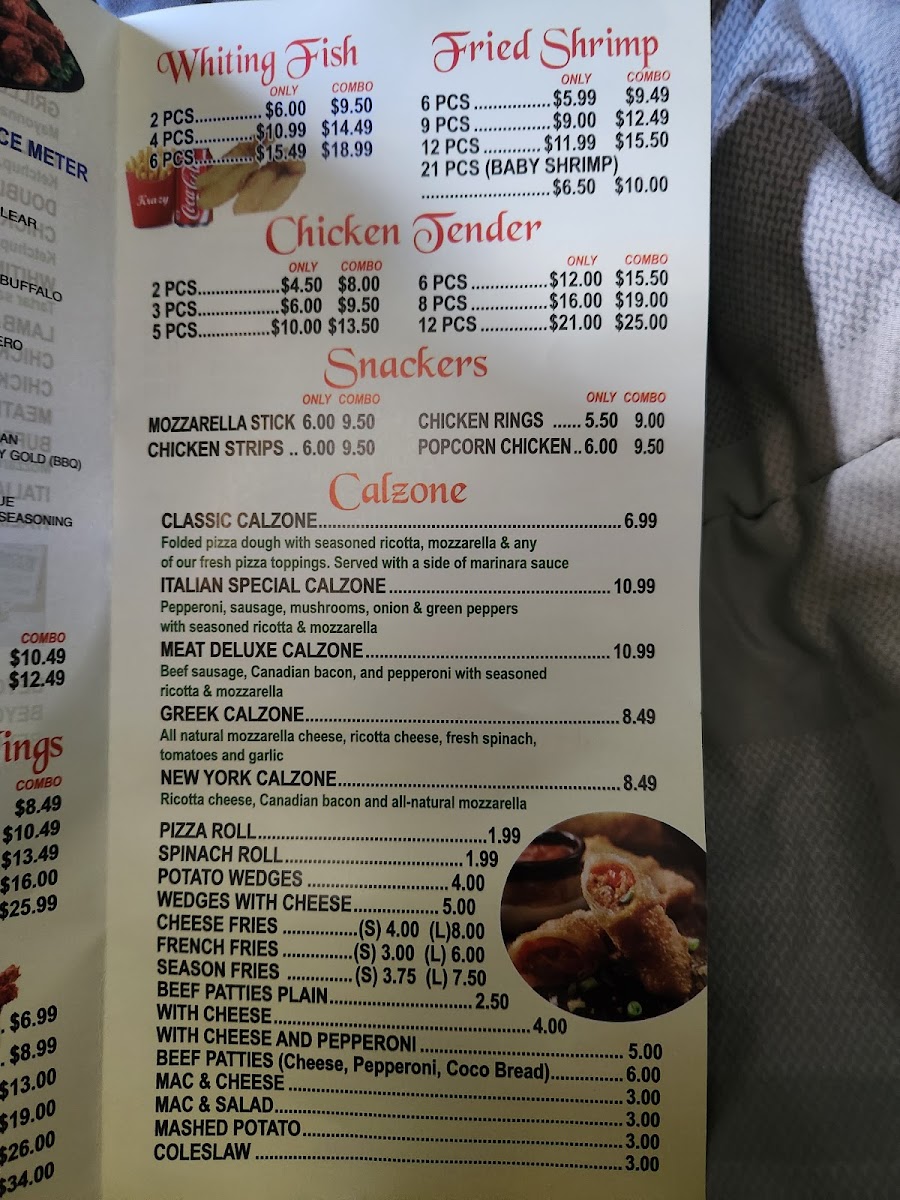 CE METER
LEAR
BUFFALO
ERO
AN
Y GOLD (BBQ)
UE
SEASONING
COMBO
$10.49
$12.49
ings
COMBO
$8.49
$10.49
$13.49
$16.00
$25.99
. $6.99
. $8.99
$13.00
$19.00
$26.00
$34.00
Whiting Fish
ONLY COMBO
2 PCS.............. $6.00 $9.50
4 PCS............$10.99 $14.49
6 PCS............$15.49 $18.99
Krazy
Coca-Cola
Fried Shrimp
ONLY COMBO
6 PCS ...............$5.99 $9.49
9 PCS ...............$9.00 $12.49
12 PCS ............$11.99 $15.50
21 PCS (BABY SHRIMP)
.........................$6.50 $10.00
Chicken Tender
ONLY COMBO
2 PCS................$4.50 $8.00
3 PCS................$6.00 $9.50
5 PCS..............$10.00 $13.50
ONLY COMBO
6 PCS ...............$12.00 $15.50
8 PCS ...............$16.00 $19.00
12 PCS .............$21.00 $25.00
Snackers
ONLY COMBO
MOZZARELLA STICK 6.00 9.50
CHICKEN STRIPS .. 6.00 9.50
ONLY COMBO
CHICKEN RINGS ...... 5.50 9.00
POPCORN CHICKEN..6.00 9.50
Calzone
CLASSIC CALZONE.................................................................6.99
Folded pizza dough with seasoned ricotta, mozzarella & any
of our fresh pizza toppings. Served with a side of marinara sauce
ITALIAN SPECIAL CALZONE ........................................... 10.99
Pepperoni, sausage, mushrooms, onion & green peppers
with seasoned ricotta & mozzarella
MEAT DELUXE CALZONE................................................ 10.99
Beef sausage, Canadian bacon, and pepperoni with seasoned
ricotta & mozzarella
GREEK CALZONE.............................................................. 8.49
All natural mozzarella cheese, ricotta cheese, fresh spinach,
tomatoes and garlic
NEW YORK CALZONE....................................................... 8.49
Ricotta cheese, Canadian bacon and all-natural mozzarella
PIZZA ROLL.............................................1.99
SPINACH ROLL...................................1.99
POTATO WEDGES ............................4.00
WEDGES WITH CHEESE................. 5.00
CHEESE FRIES ...............(S) 4.00 (L)8.00
FRENCH FRIES ..............(S) 3.00 (L) 6.00
SEASON FRIES .............(S) 3.75 (L) 7.50
BEEF PATTIES PLAIN............................ 2.50
WITH CHEESE..................................................4.00
WITH CHEESE AND PEPPERONI ......................................... 5.00
BEEF PATTIES (Cheese, Pepperoni, Coco Bread).............. 6.00
MAC & CHEESE .................................................................. 3.00
MAC & SALAD..................................................................... 3.00
MASHED POTATO................................................................ 3.00
COLESLAW ......................................................................... 3.00